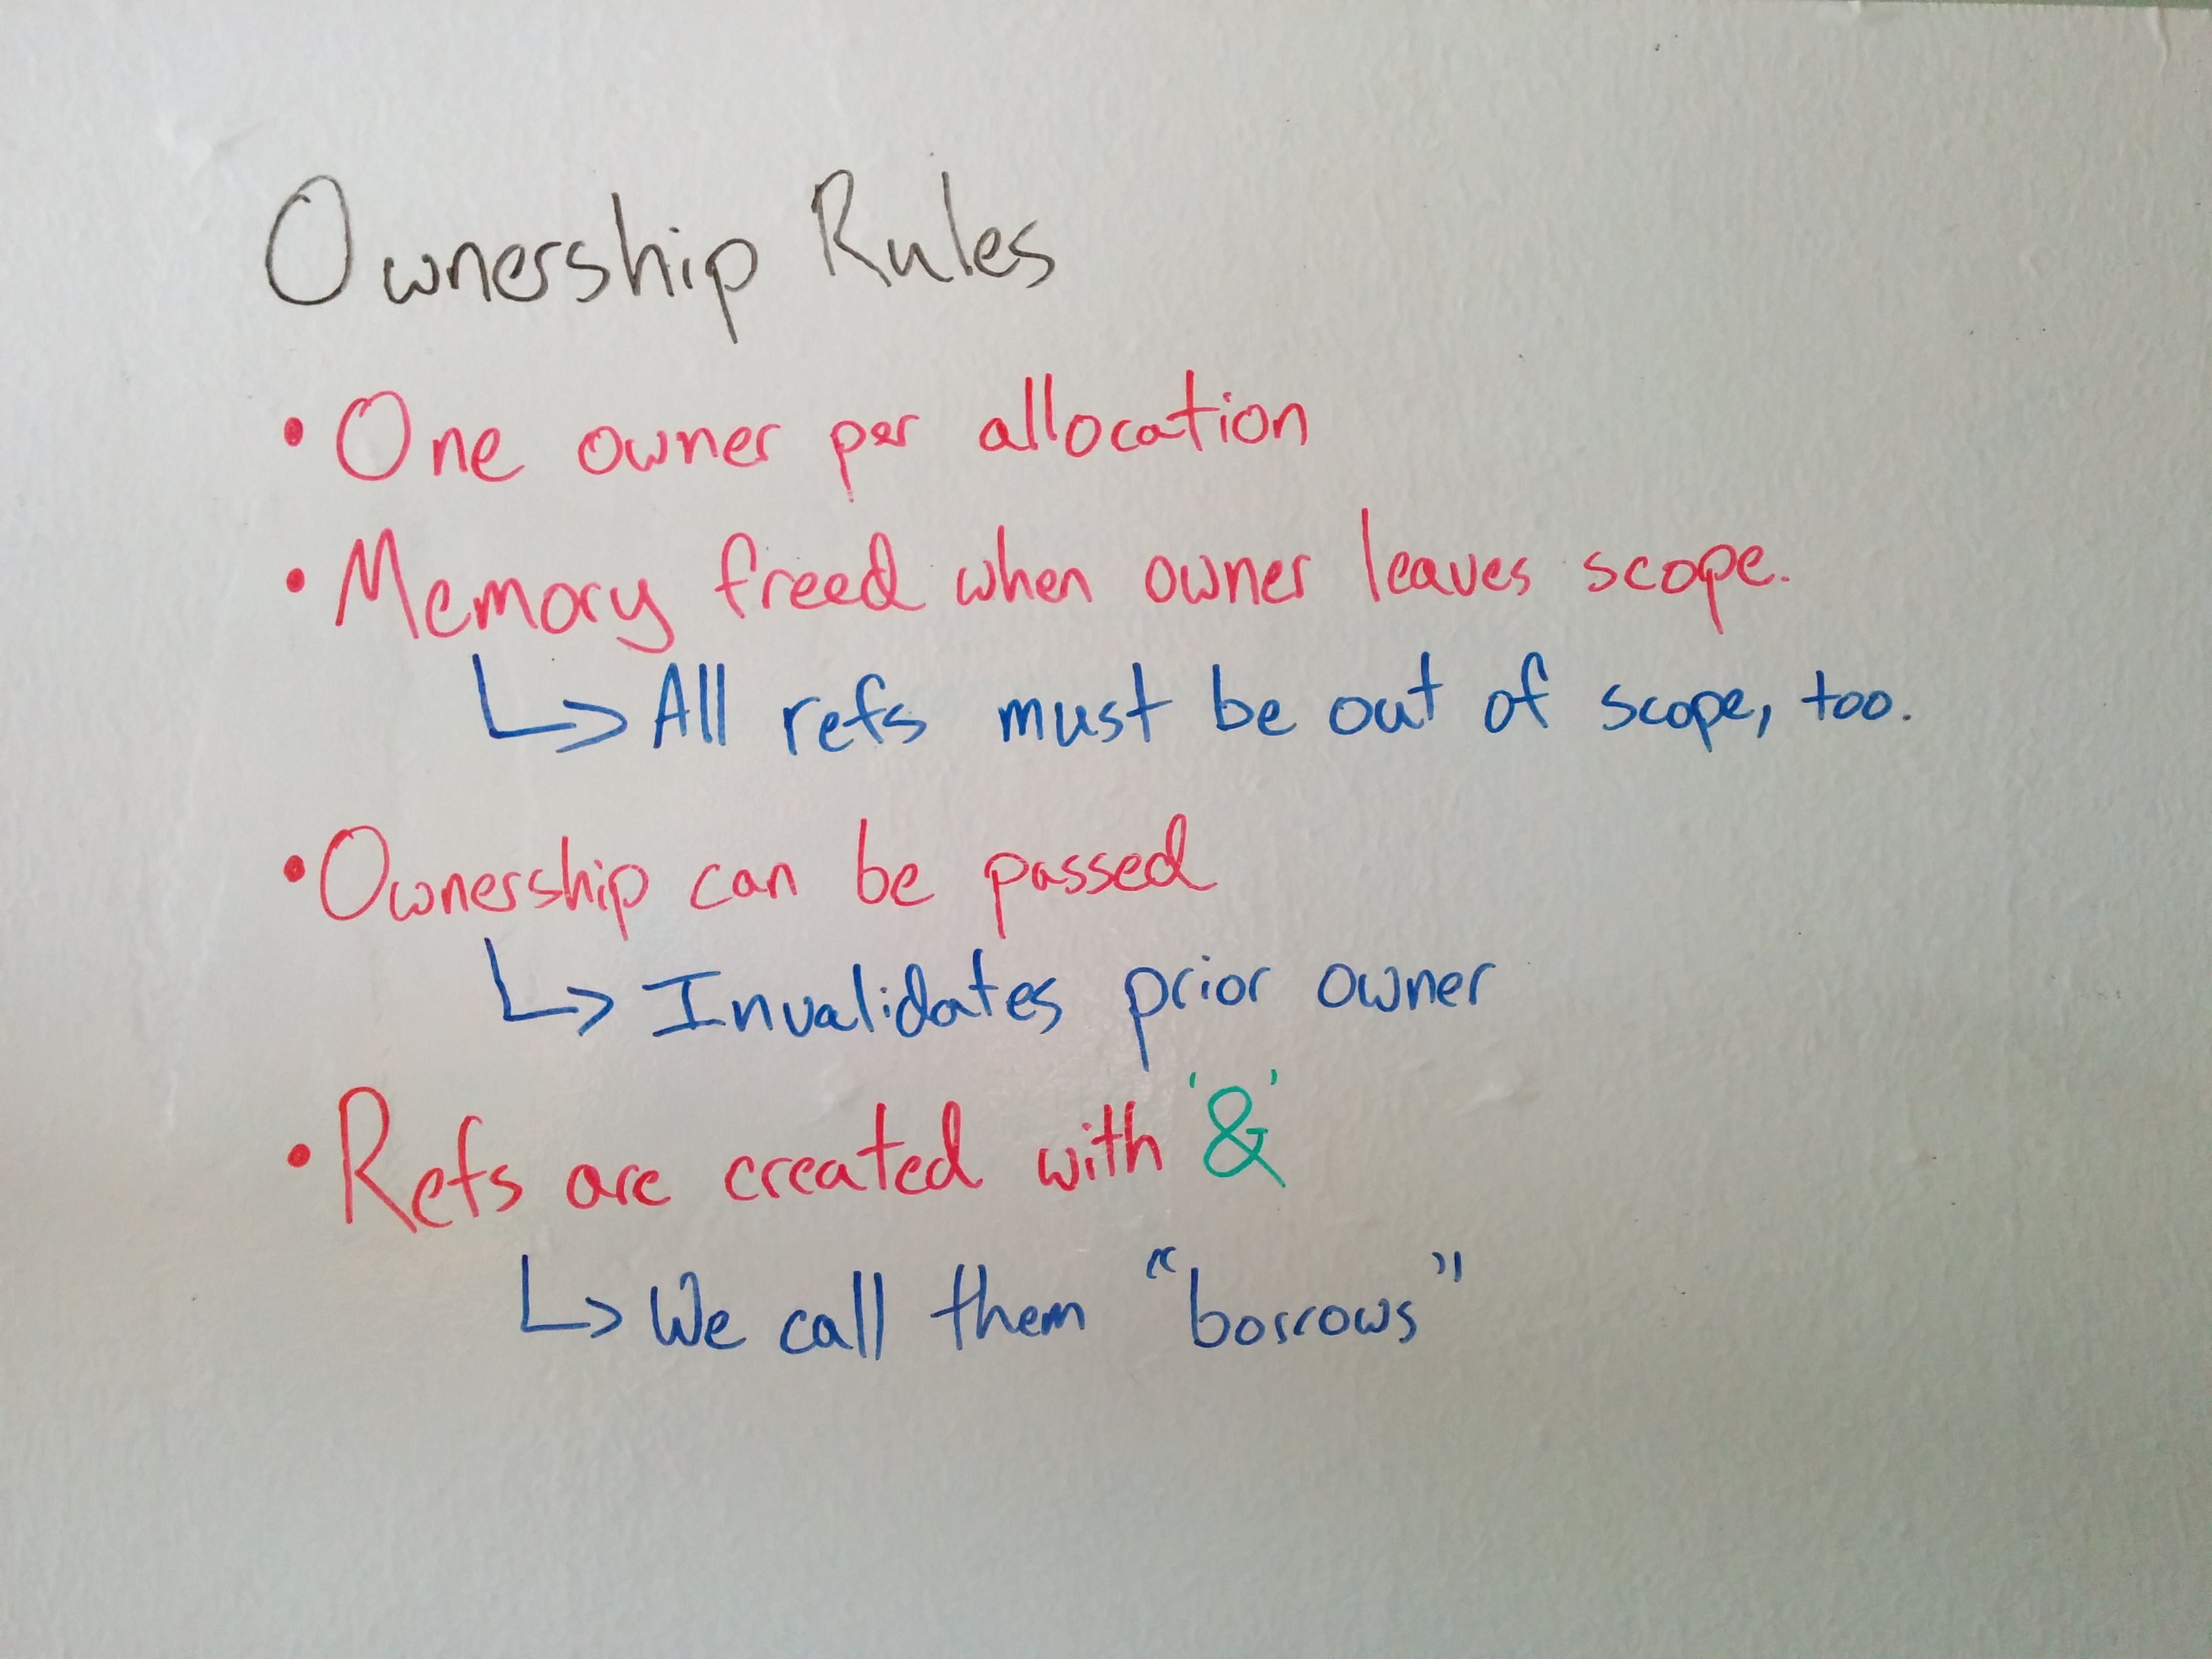 Ownership Rules
• One owner per allocation
• Memory freed when owner leaves scope.
↳ All refs must be out of scope, too.
• Ownership can be passed
↳ Invalidates prior owner
• Refs are created with '&'
↳ We call them "borrows"